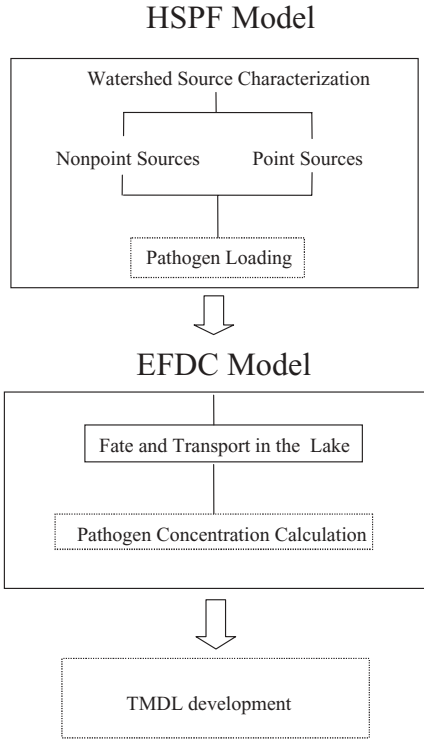 HSPF Model
Watershed Source Characterization
Nonpoint Sources
Point Sources
Pathogen Loading
EFDC Model
Fate and Transport in the Lake
Pathogen Concentration Calculation
TMDL development